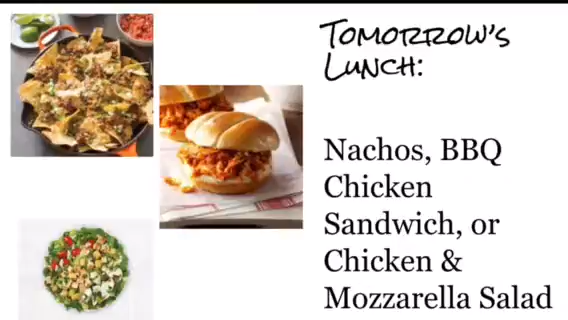 Tomorrow's
Lunch:
Nachos, BBQ
Chicken
Sandwich, or
Chicken &
Mozzarella Salad